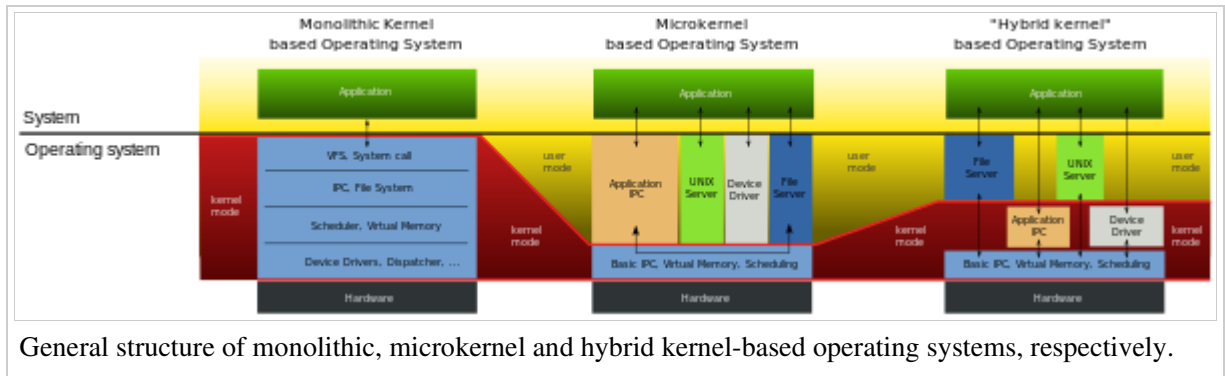 Monolithic Kernel
based Operating System
Microkernel
based Operating System
"Hybrid kernel"
based Operating System
Application
Application
Application
System
Operating system
kernel
mode
VFS, System call
IPC, File System
Scheduler, Virtual Memory
Device Drivers, Dispatcher, ...
Hardware
user
mode
kernel
mode
Application
IPC
UNIX
Server
Device
Driver
File
Server
Basic IPC, Virtual Memory, Scheduling
Hardware
user
mode
kernel
mode
File
Server
UNIX
Server
Application
IPC
Device
Driver
user
mode
kernel
mode
Basic IPC, Virtual Memory, Scheduling
Hardware
General structure of monolithic, microkernel and hybrid kernel-based operating systems, respectively.